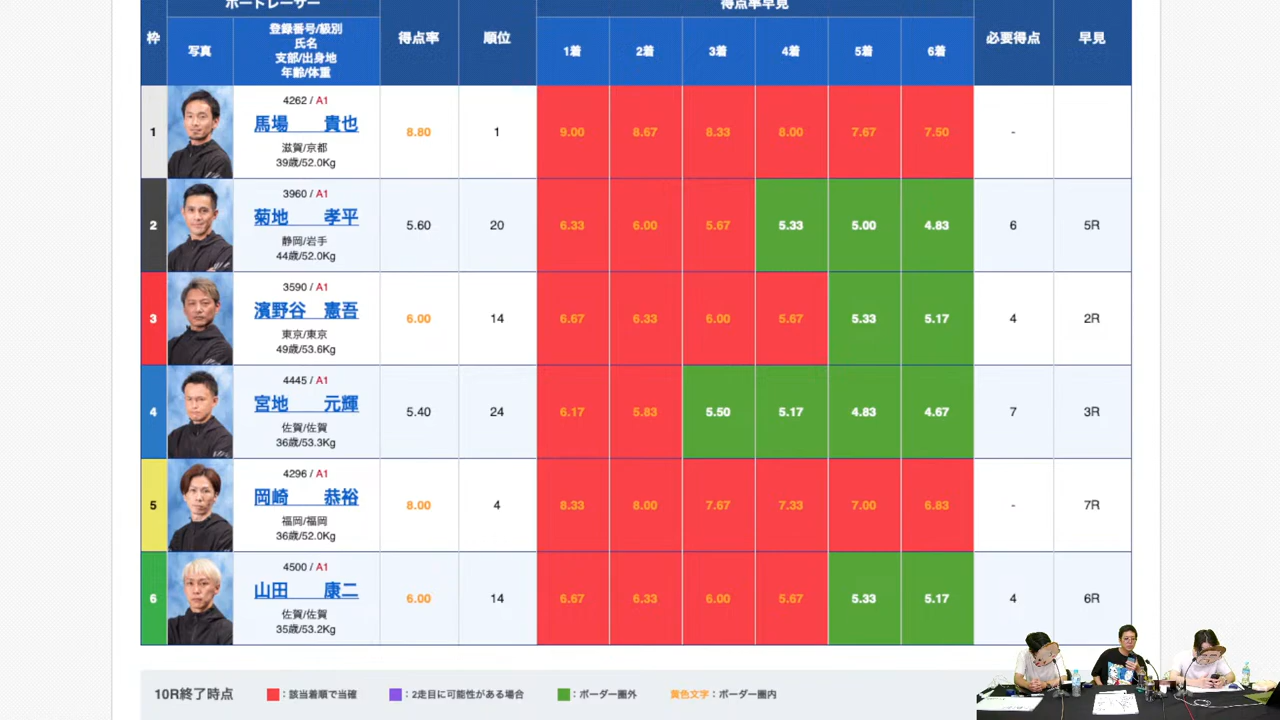 ボートレーサー
得点率早見
枠
写真
登録番号/級別
氏名
支部/出身地
年齢/体重
得点率
順位
1着
2着
3着
4着
5着
6着
必要得点
早見
1
4262 / A1
馬場 貴也
滋賀/京都
39歳/52.0Kg
8.80
1
9.00
8.67
8.33
8.00
7.67
7.50
-
2
3960 / A1
菊地 孝平
静岡/岩手
44歳/52.0Kg
5.60
20
6.33
6.00
5.67
5.33
5.00
4.83
6
5R
3
3590 / A1
濱野谷 憲吾
東京/東京
49歳/53.6Kg
6.00
14
6.67
6.33
6.00
5.67
5.33
5.17
4
2R
4
4445 / A1
宮地 元輝
佐賀/佐賀
36歳/53.3Kg
5.40
24
6.17
5.83
5.50
5.17
4.83
4.67
7
3R
5
4296 / A1
岡崎 恭裕
福岡/福岡
36歳/52.0Kg
8.00
4
8.33
8.00
7.67
7.33
7.00
6.83
-
7R
6
4500 / A1
山田 康二
佐賀/佐賀
35歳/53.2Kg
6.00
14
6.67
6.33
6.00
5.67
5.33
5.17
4
6R
10R終了時点
：該当着順で当確
：2走目に可能性がある場合
：ボーダー圏外
黄色文字：ボーダー圏内